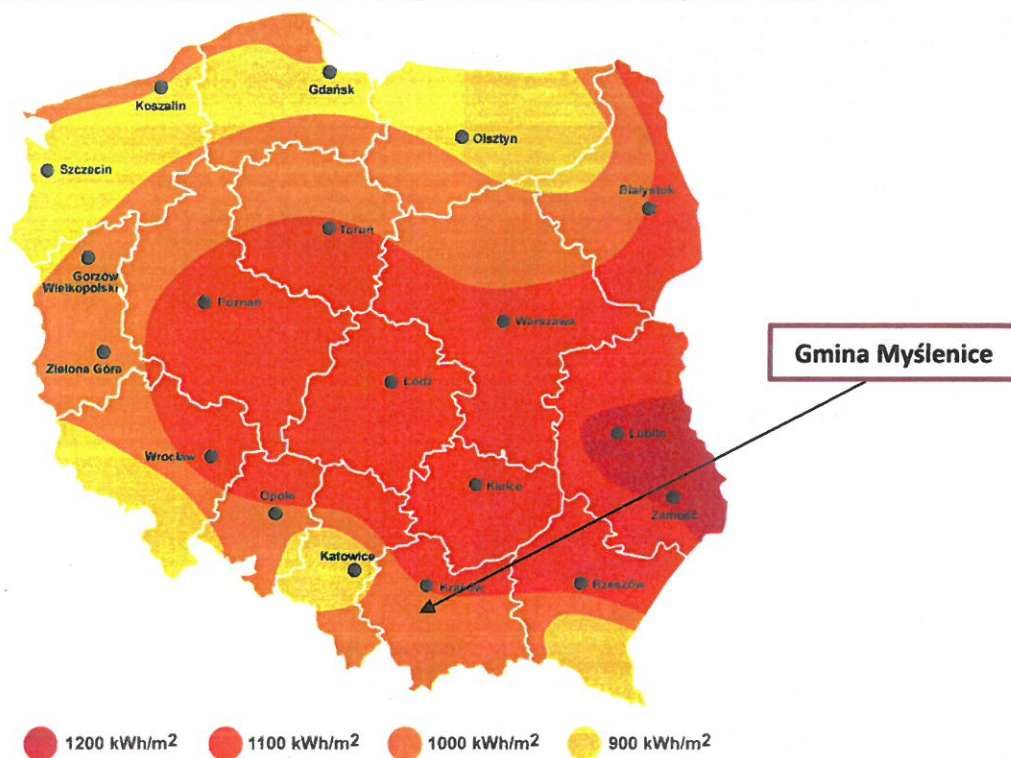 Gdańsk
Koszalin
Olsztyn
Szczecin
Białystok
Toruń
Gorzów
Wielkopolski
Poznań
Warszawa
Gmina Myślenice
Zielona Góra
Łódź
Lublin
Wrocław
Kielce
Opole
Zamość
Katowice
Kraków
Rzeszów
1200 kWh/m²
1100 kWh/m²
1000 kWh/m²
900 kWh/m²